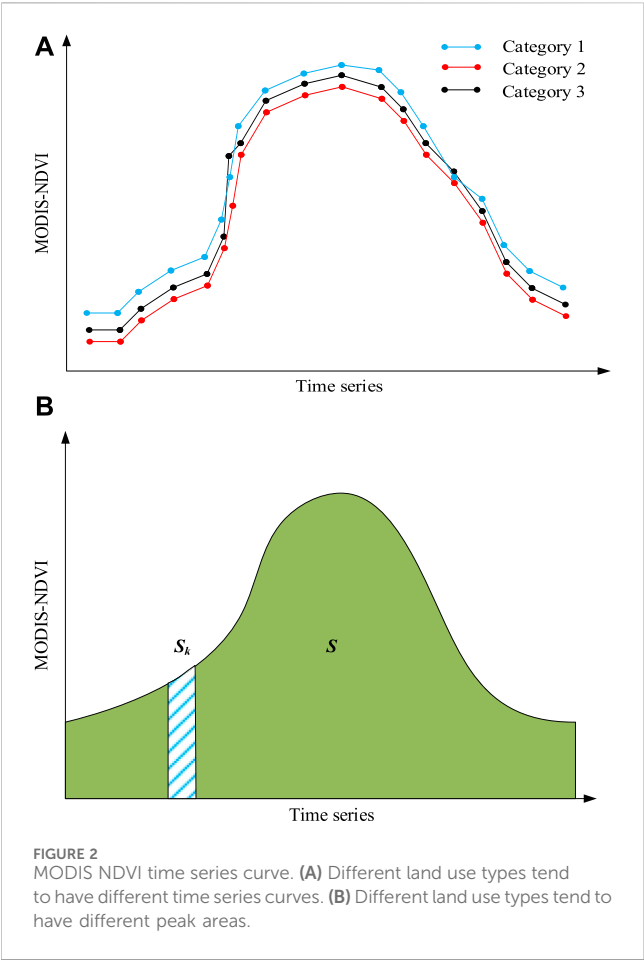 A
Category 1
Category 2
Category 3
MODIS-NDVI
Time series
B
MODIS-NDVI
Sk
S
Time series
FIGURE 2
MODIS NDVI time series curve. (A) Different land use types tend
to have different time series curves. (B) Different land use types tend to
have different peak areas.